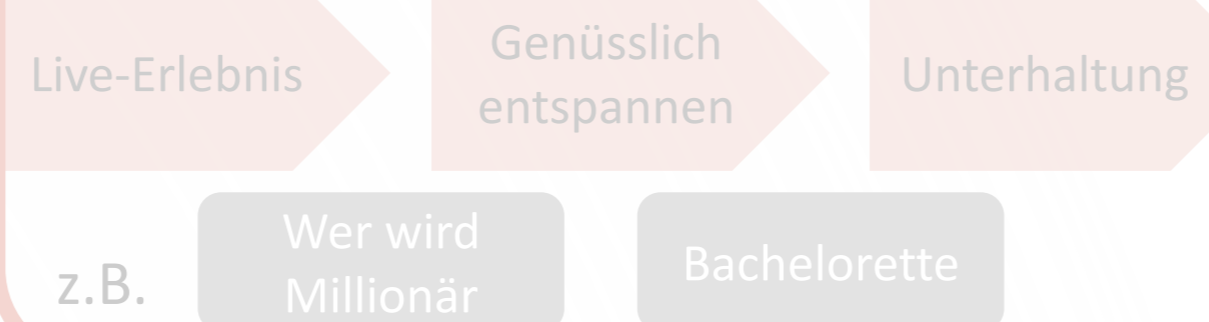 Live-Erlebnis
Genüsslich
entspannen
Unterhaltung
z.B.
Wer wird
Millionär
Bachelorette